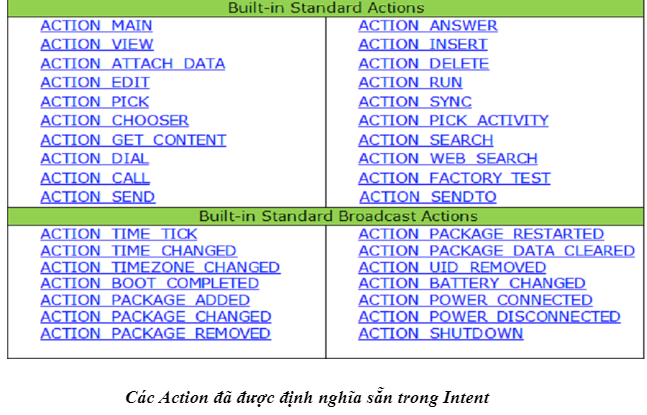 Built-in Standard Actions
ACTION_MAIN
ACTION_VIEW
ACTION_ATTACH_DATA
ACTION_EDIT
ACTION_PICK
ACTION_CHOOSER
ACTION_GET_CONTENT
ACTION_DIAL
ACTION_CALL
ACTION_SEND
ACTION_ANSWER
ACTION_INSERT
ACTION_DELETE
ACTION_RUN
ACTION_SYNC
ACTION_PICK_ACTIVITY
ACTION_SEARCH
ACTION_WEB_SEARCH
ACTION_FACTORY_TEST
ACTION_SENDTO
Built-in Standard Broadcast Actions
ACTION_TIME_TICK
ACTION_TIME_CHANGED
ACTION_TIMEZONE_CHANGED
ACTION_BOOT_COMPLETED
ACTION_PACKAGE_ADDED
ACTION_PACKAGE_CHANGED
ACTION_PACKAGE_REMOVED
ACTION_PACKAGE_RESTARTED
ACTION_PACKAGE_DATA_CLEARED
ACTION_UID_REMOVED
ACTION_BATTERY_CHANGED
ACTION_POWER_CONNECTED
ACTION_POWER_DISCONNECTED
ACTION_SHUTDOWN
Các Action đã được định nghĩa sẵn trong Intent